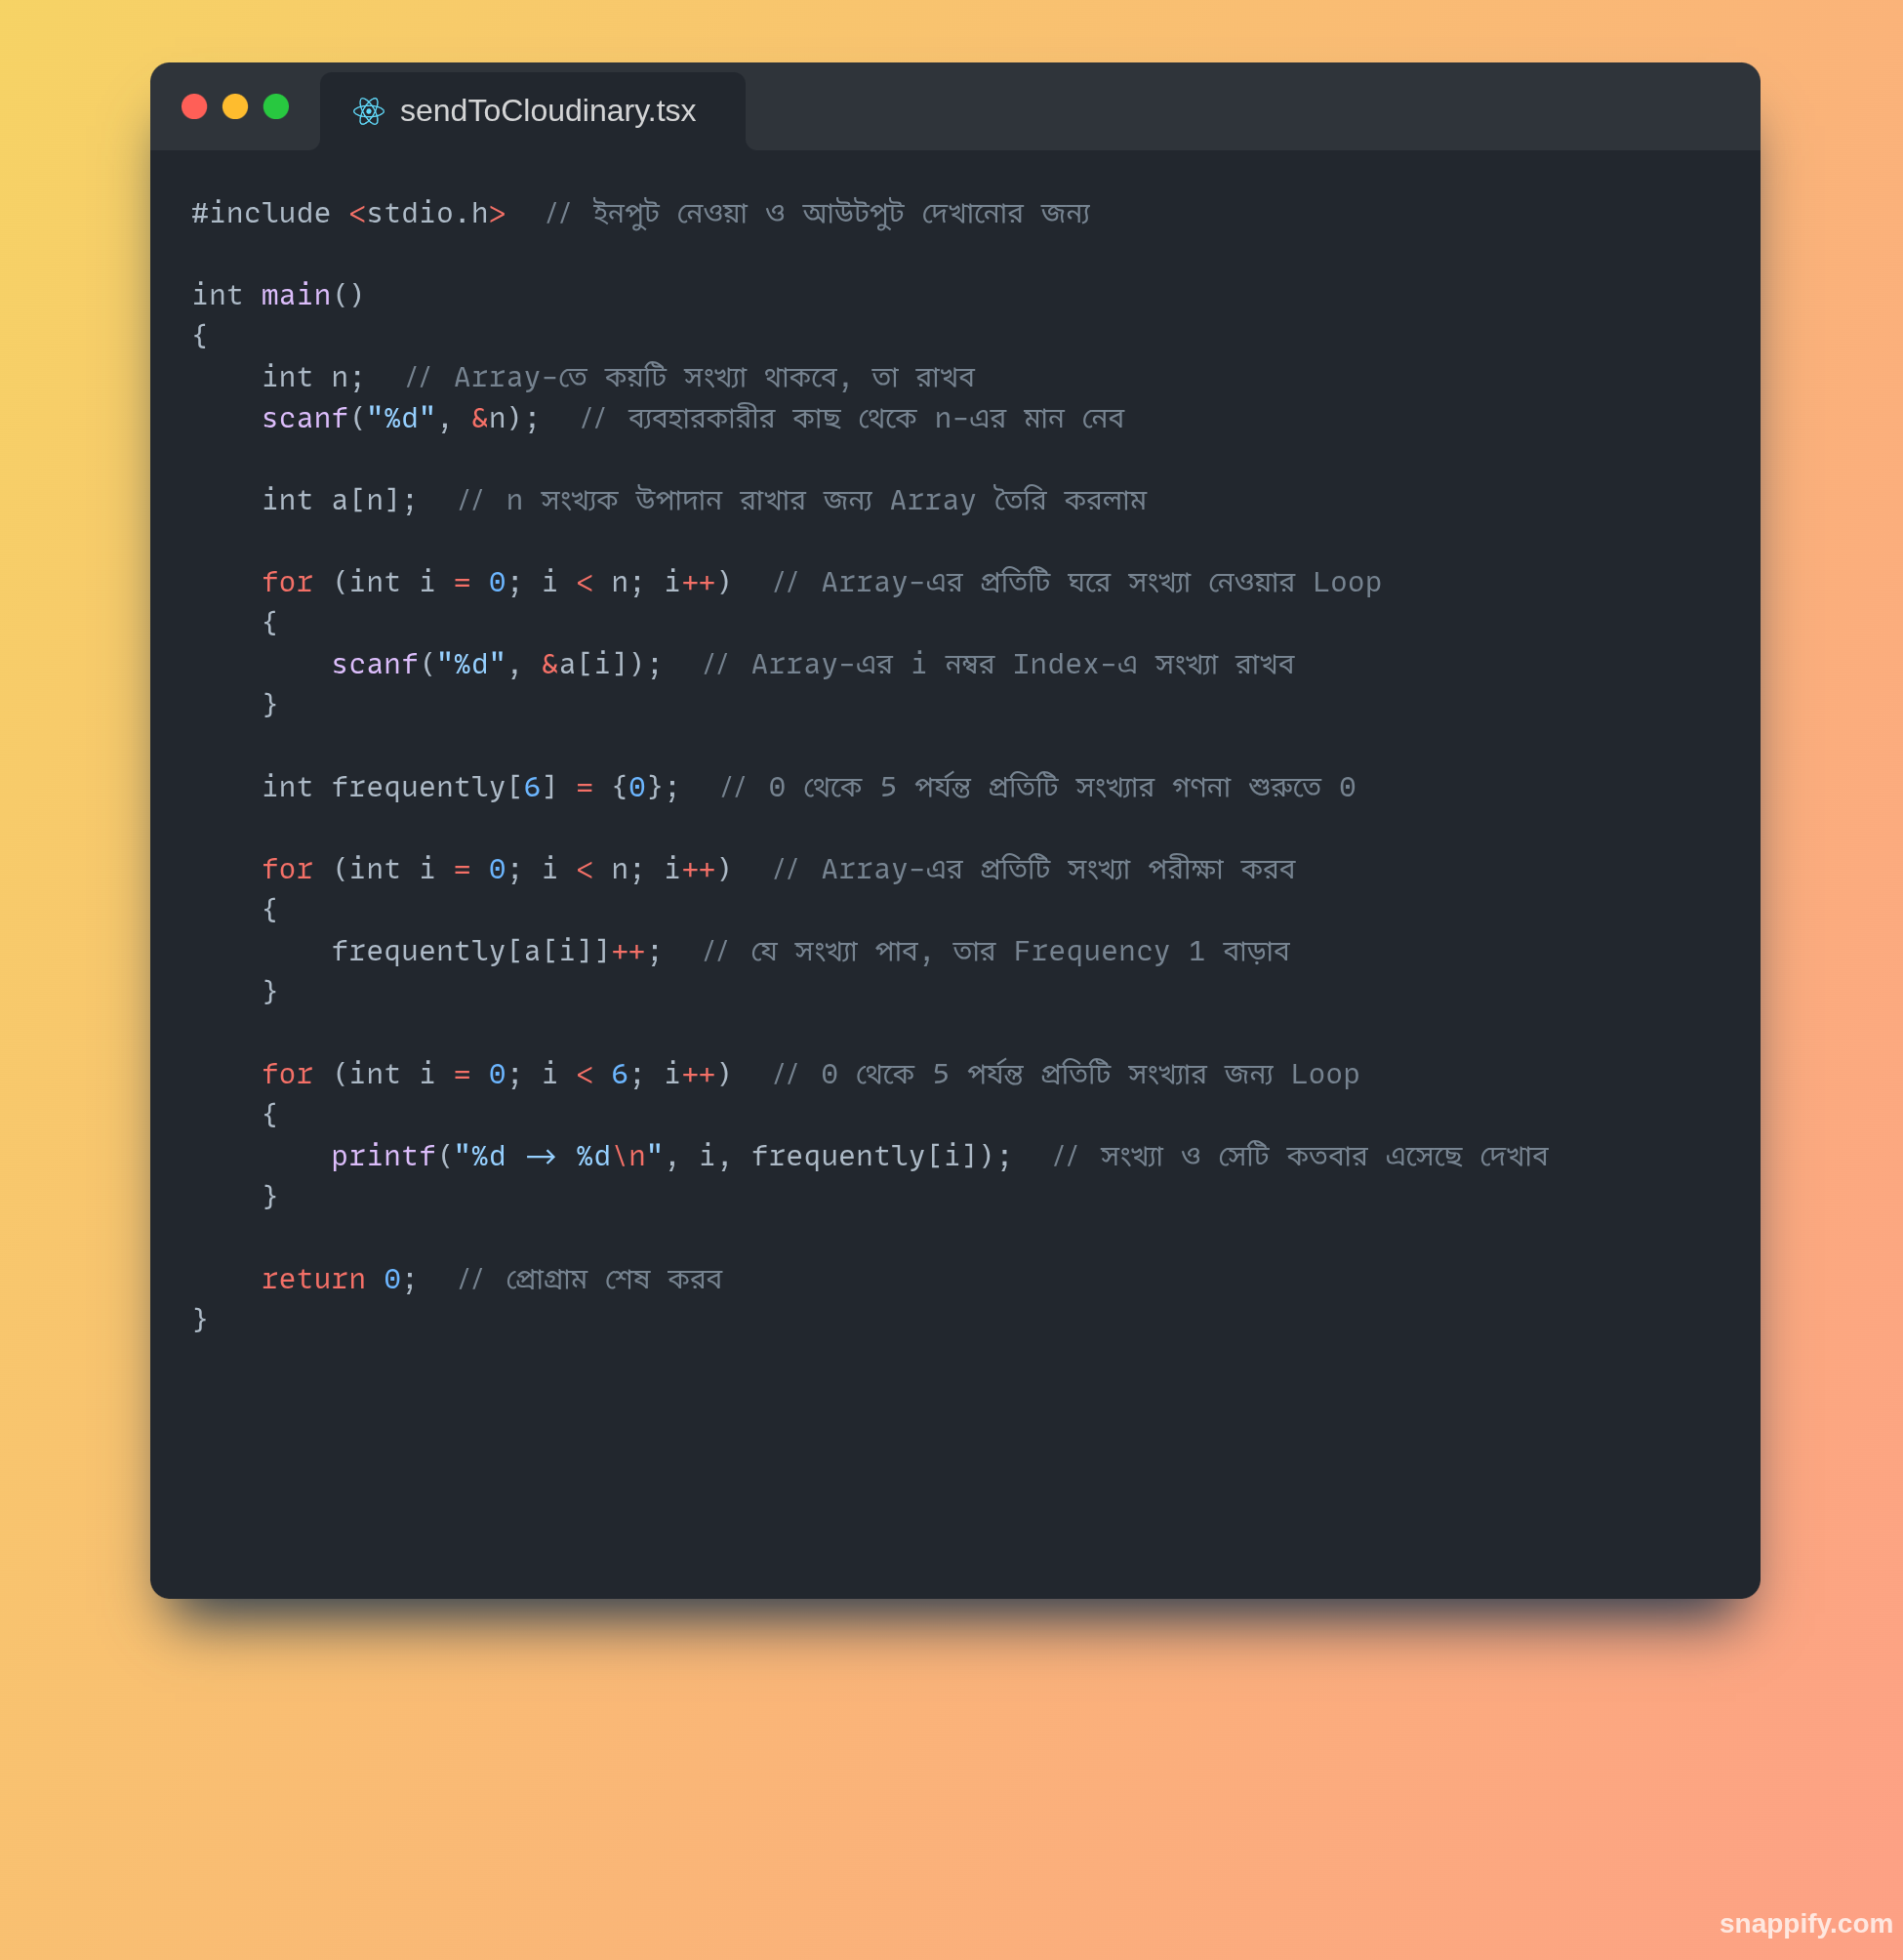 sendToCloudinary.tsx
#include <stdio.h>  // ইনপুট নেওয়া ও আউটপুট দেখানোর জন্য
int main()
{
    int n;  // Array-তে কয়টি সংখ্যা থাকবে, তা রাখব
    scanf("%d", &n);  // ব্যবহারকারীর কাছ থেকে n-এর মান নেব
    int a[n];  // n সংখ্যক উপাদান রাখার জন্য Array তৈরি করলাম
    for (int i = 0; i < n; i++)  // Array-এর প্রতিটি ঘরে সংখ্যা নেওয়ার Loop
    {
        scanf("%d", &a[i]);  // Array-এর i নম্বর Index-এ সংখ্যা রাখব
    }
    int frequently[6] = {0};  // 0 থেকে 5 পর্যন্ত প্রতিটি সংখ্যার গণনা শুরুতে 0
    for (int i = 0; i < n; i++)  // Array-এর প্রতিটি সংখ্যা পরীক্ষা করব
    {
        frequently[a[i]]++;  // যে সংখ্যা পাব, তার Frequency 1 বাড়াব
    }
    for (int i = 0; i < 6; i++)  // 0 থেকে 5 পর্যন্ত প্রতিটি সংখ্যার জন্য Loop
    {
        printf("%d -> %d\n", i, frequently[i]);  // সংখ্যা ও সেটি কতবার এসেছে দেখাব
    }
    return 0;  // প্রোগ্রাম শেষ করব
}
snappify.com